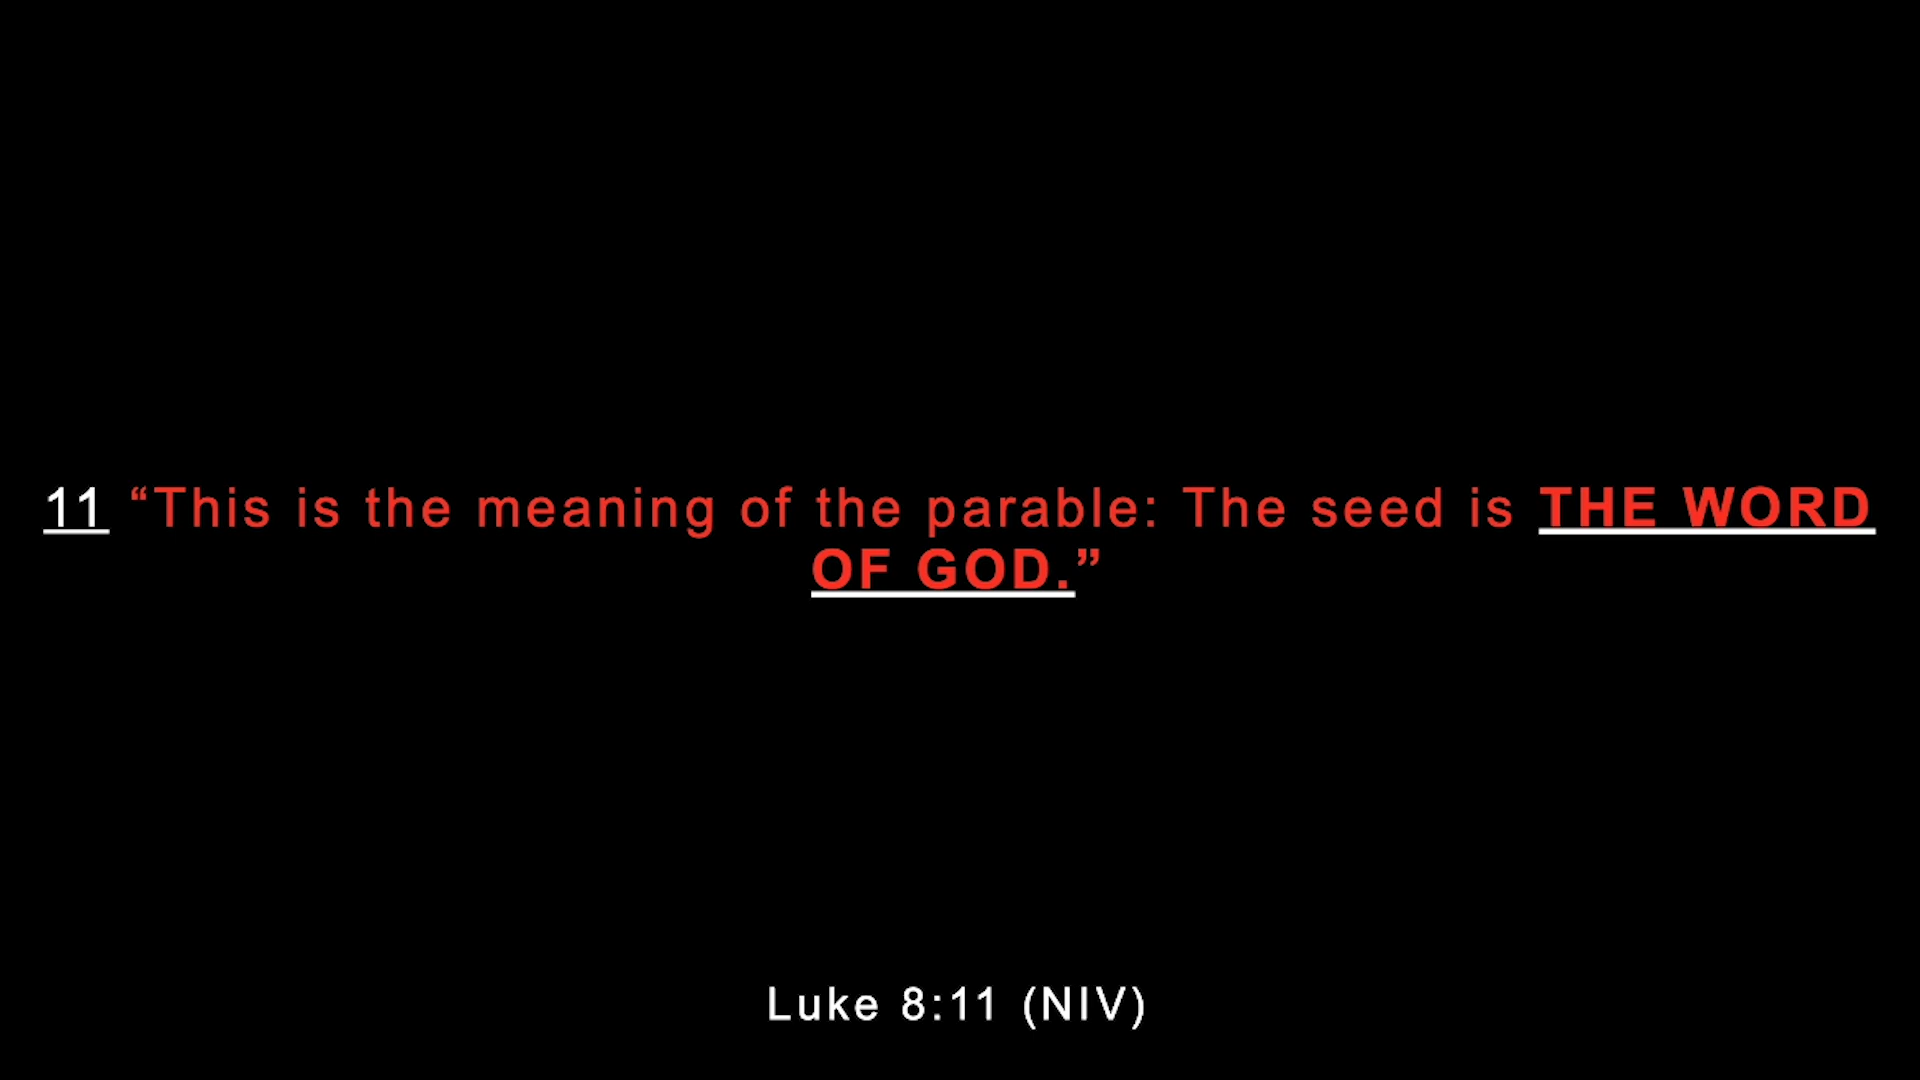 11 “This is the meaning of the parable: The seed is THE WORD
OF GOD.”
Luke 8:11 (NIV)